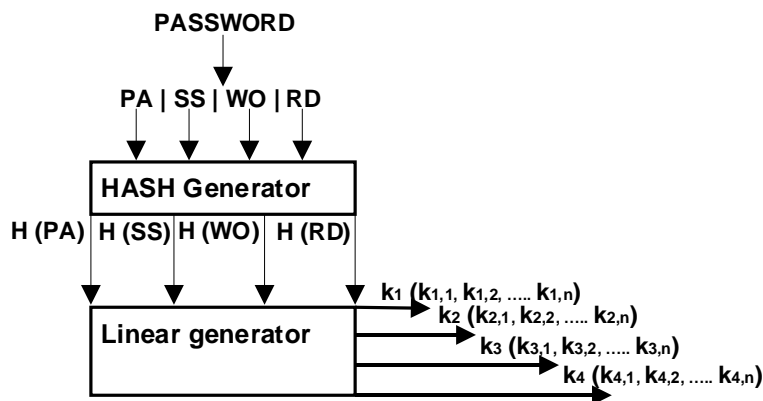 PASSWORD
PA | SS | WO | RD
HASH Generator
H (PA) H (SS) H (WO) H (RD)
k1 (k1,1, k1,2, ..... k1,n)
k2 (k2,1, k2,2, ..... k2,n)
Linear generator
k3 (k3,1, k3,2, ..... k3,n)
k4 (k4,1, k4,2, ..... k4,n)